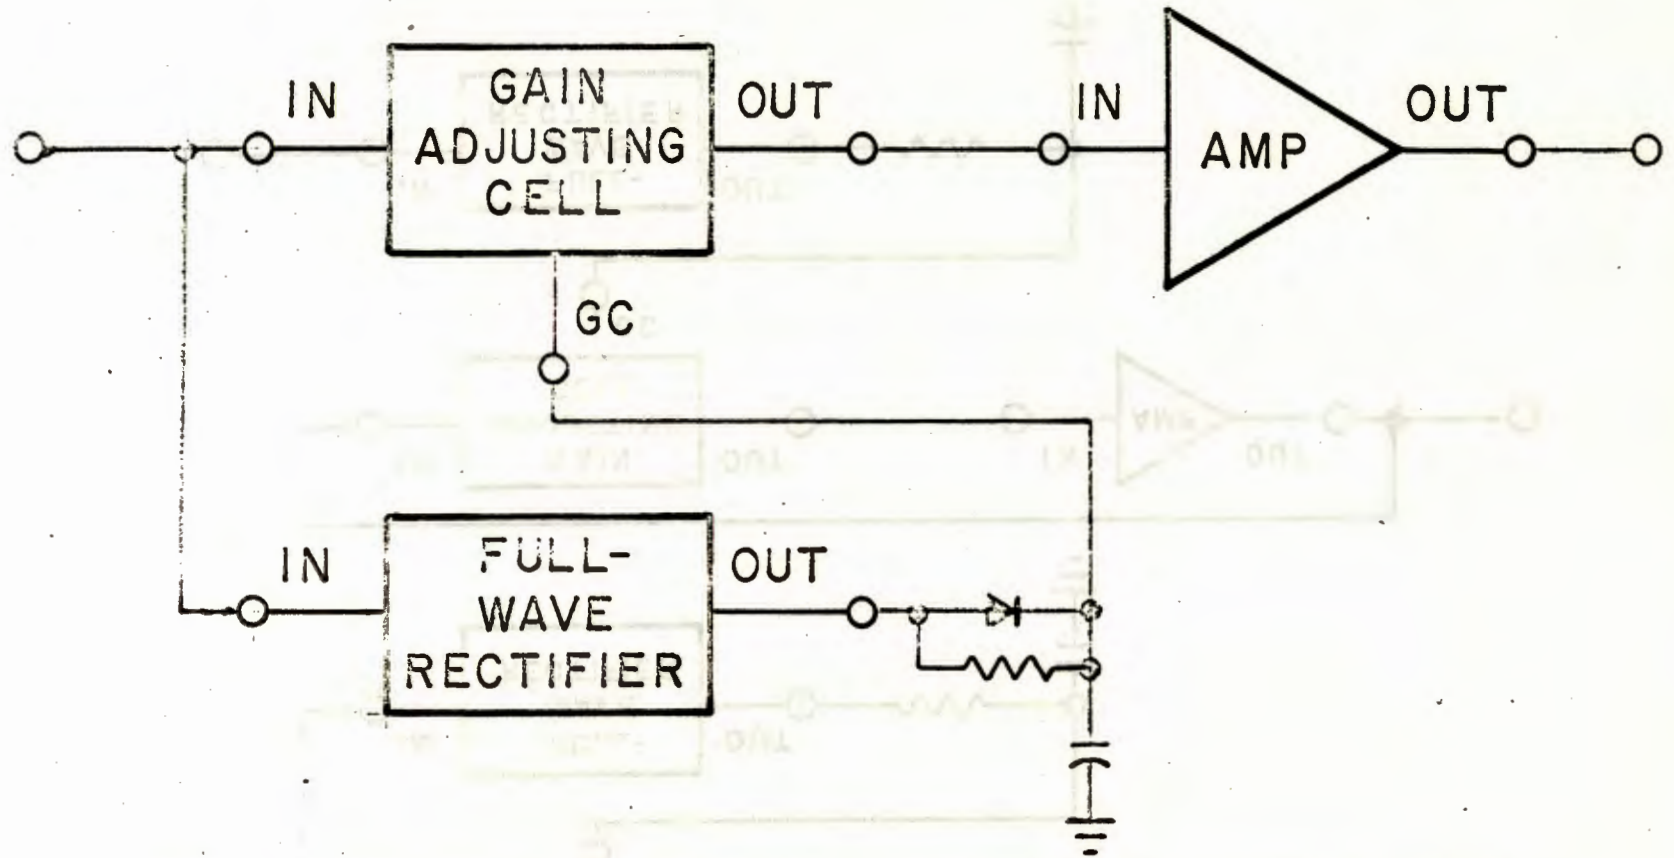 IN
GAIN
ADJUSTING
CELL
OUT
IN
AMP
OUT
GC
IN
FULL-
WAVE
RECTIFIER
OUT